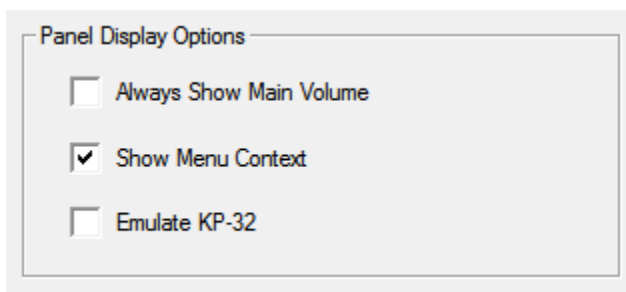 Panel Display Options
Always Show Main Volume
Show Menu Context
Emulate KP-32